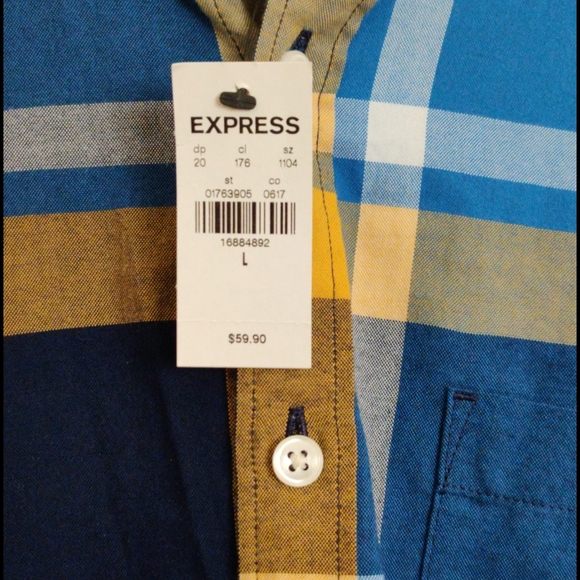 EXPRESS
dp cl sz
20 176 1104
st co
01763905 0617
16884892
L
$59.90